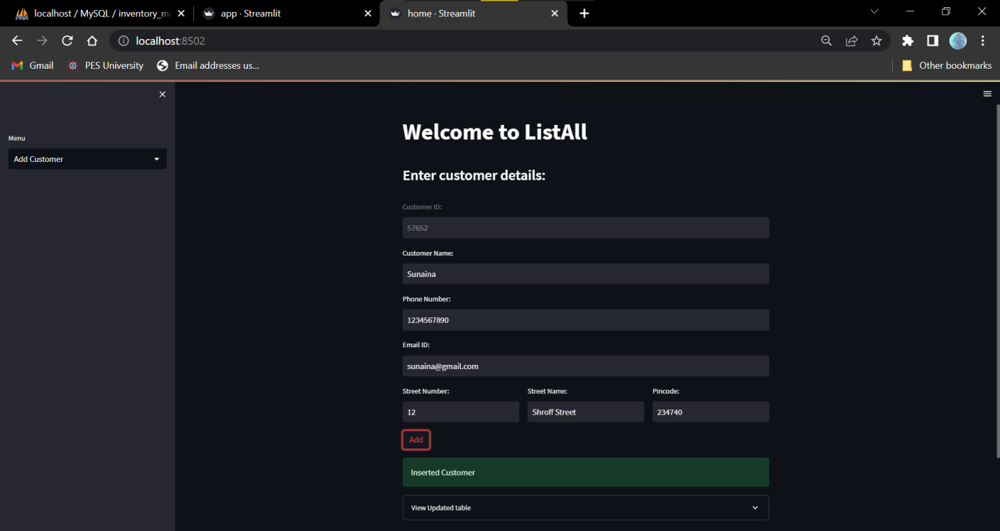 localhost / MySQL / inventory_ma
app · Streamlit
home · Streamlit
localhost:8502
Gmail
PES University
Email addresses us...
Other bookmarks
Menu
Add Customer
Welcome to ListAll
Enter customer details:
Customer ID:
57652
Customer Name:
Sunaina
Phone Number:
1234567890
Email ID:
sunaina@gmail.com
Street Number: Street Name: Pincode:
12 Shroff Street 234740
Add
Inserted Customer
View Updated table